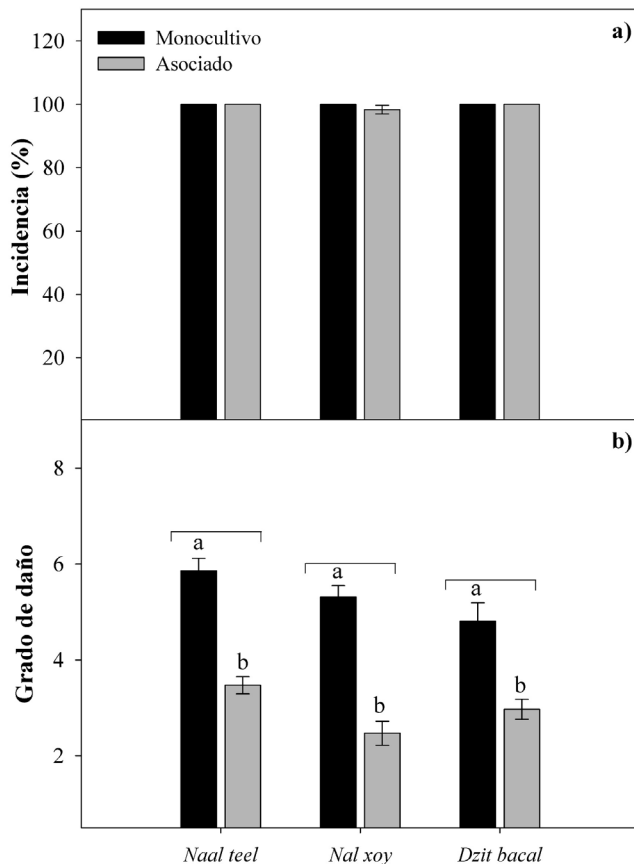 a)
Monocultivo
Asociado
120
100
80
60
40
20
Incidencia (%)
b)
8
6
4
2
Grado de daño
a
b
a
b
a
b
Naal teel
Nal xoy
Dzit bacal